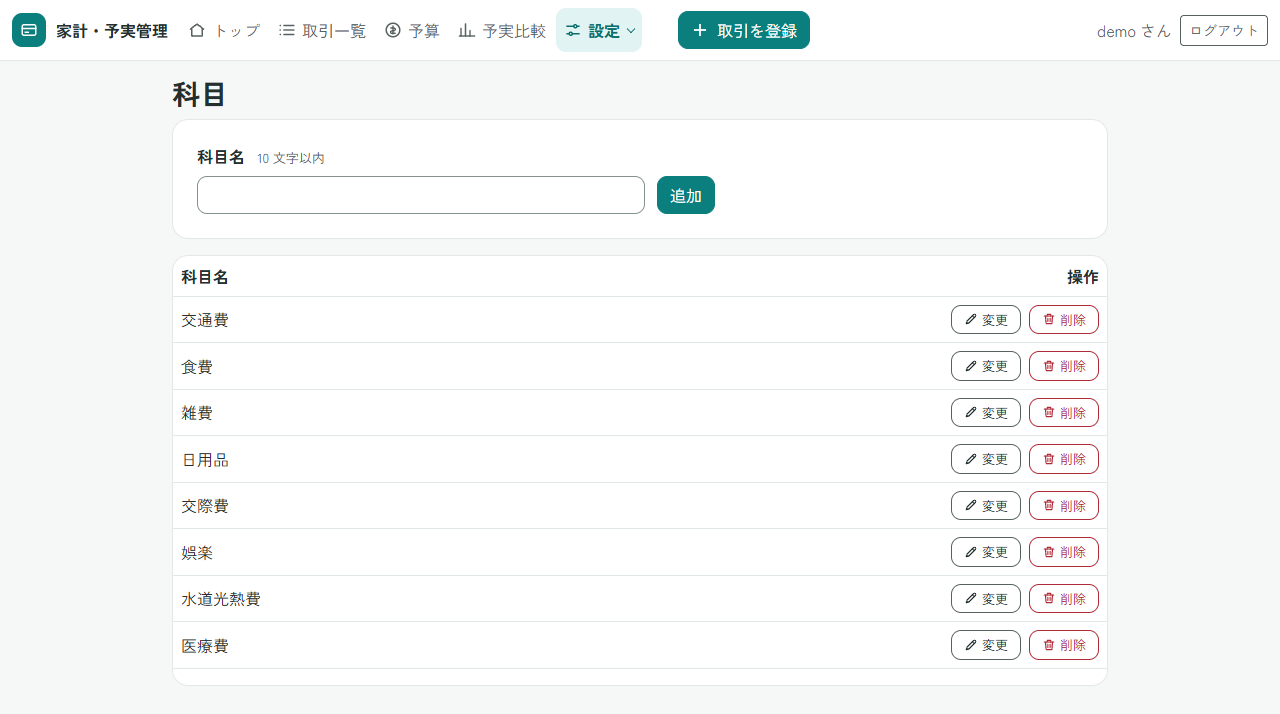 家計・予実管理 トップ 取引一覧 予算 予実比較 設定 取引を登録 demo さん ログアウト
科目
科目名 10 文字以内
追加
科目名 操作
交通費 変更 削除
食費 変更 削除
雑費 変更 削除
日用品 変更 削除
交際費 変更 削除
娯楽 変更 削除
水道光熱費 変更 削除
医療費 変更 削除